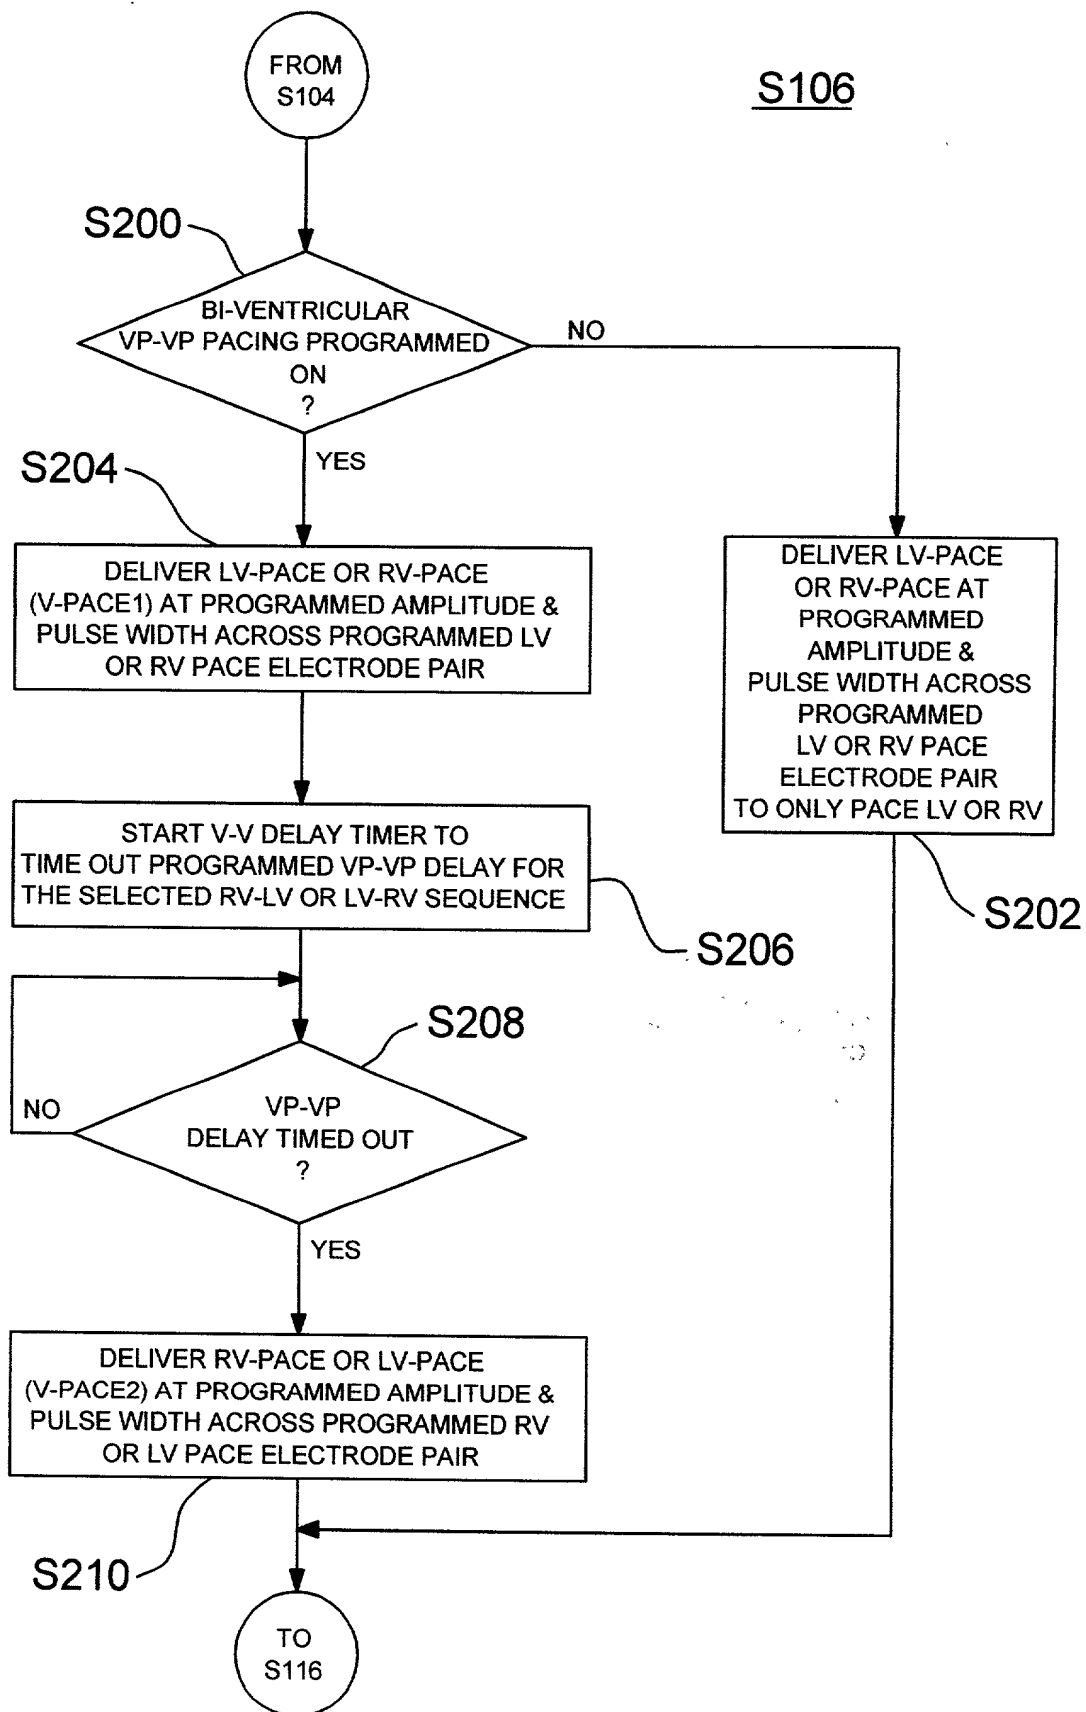 FROM
S104
S106
S200
BI-VENTRICULAR
VP-VP PACING PROGRAMMED
ON
?
NO
YES
S204
DELIVER LV-PACE OR RV-PACE
(V-PACE1) AT PROGRAMMED AMPLITUDE &
PULSE WIDTH ACROSS PROGRAMMED LV
OR RV PACE ELECTRODE PAIR
DELIVER LV-PACE
OR RV-PACE AT
PROGRAMMED
AMPLITUDE &
PULSE WIDTH ACROSS
PROGRAMMED
LV OR RV PACE
ELECTRODE PAIR
TO ONLY PACE LV OR RV
S202
START V-V DELAY TIMER TO
TIME OUT PROGRAMMED VP-VP DELAY FOR
THE SELECTED RV-LV OR LV-RV SEQUENCE
S206
S208
VP-VP
DELAY TIMED OUT
?
NO
YES
DELIVER RV-PACE OR LV-PACE
(V-PACE2) AT PROGRAMMED AMPLITUDE &
PULSE WIDTH ACROSS PROGRAMMED RV
OR LV PACE ELECTRODE PAIR
S210
TO
S116